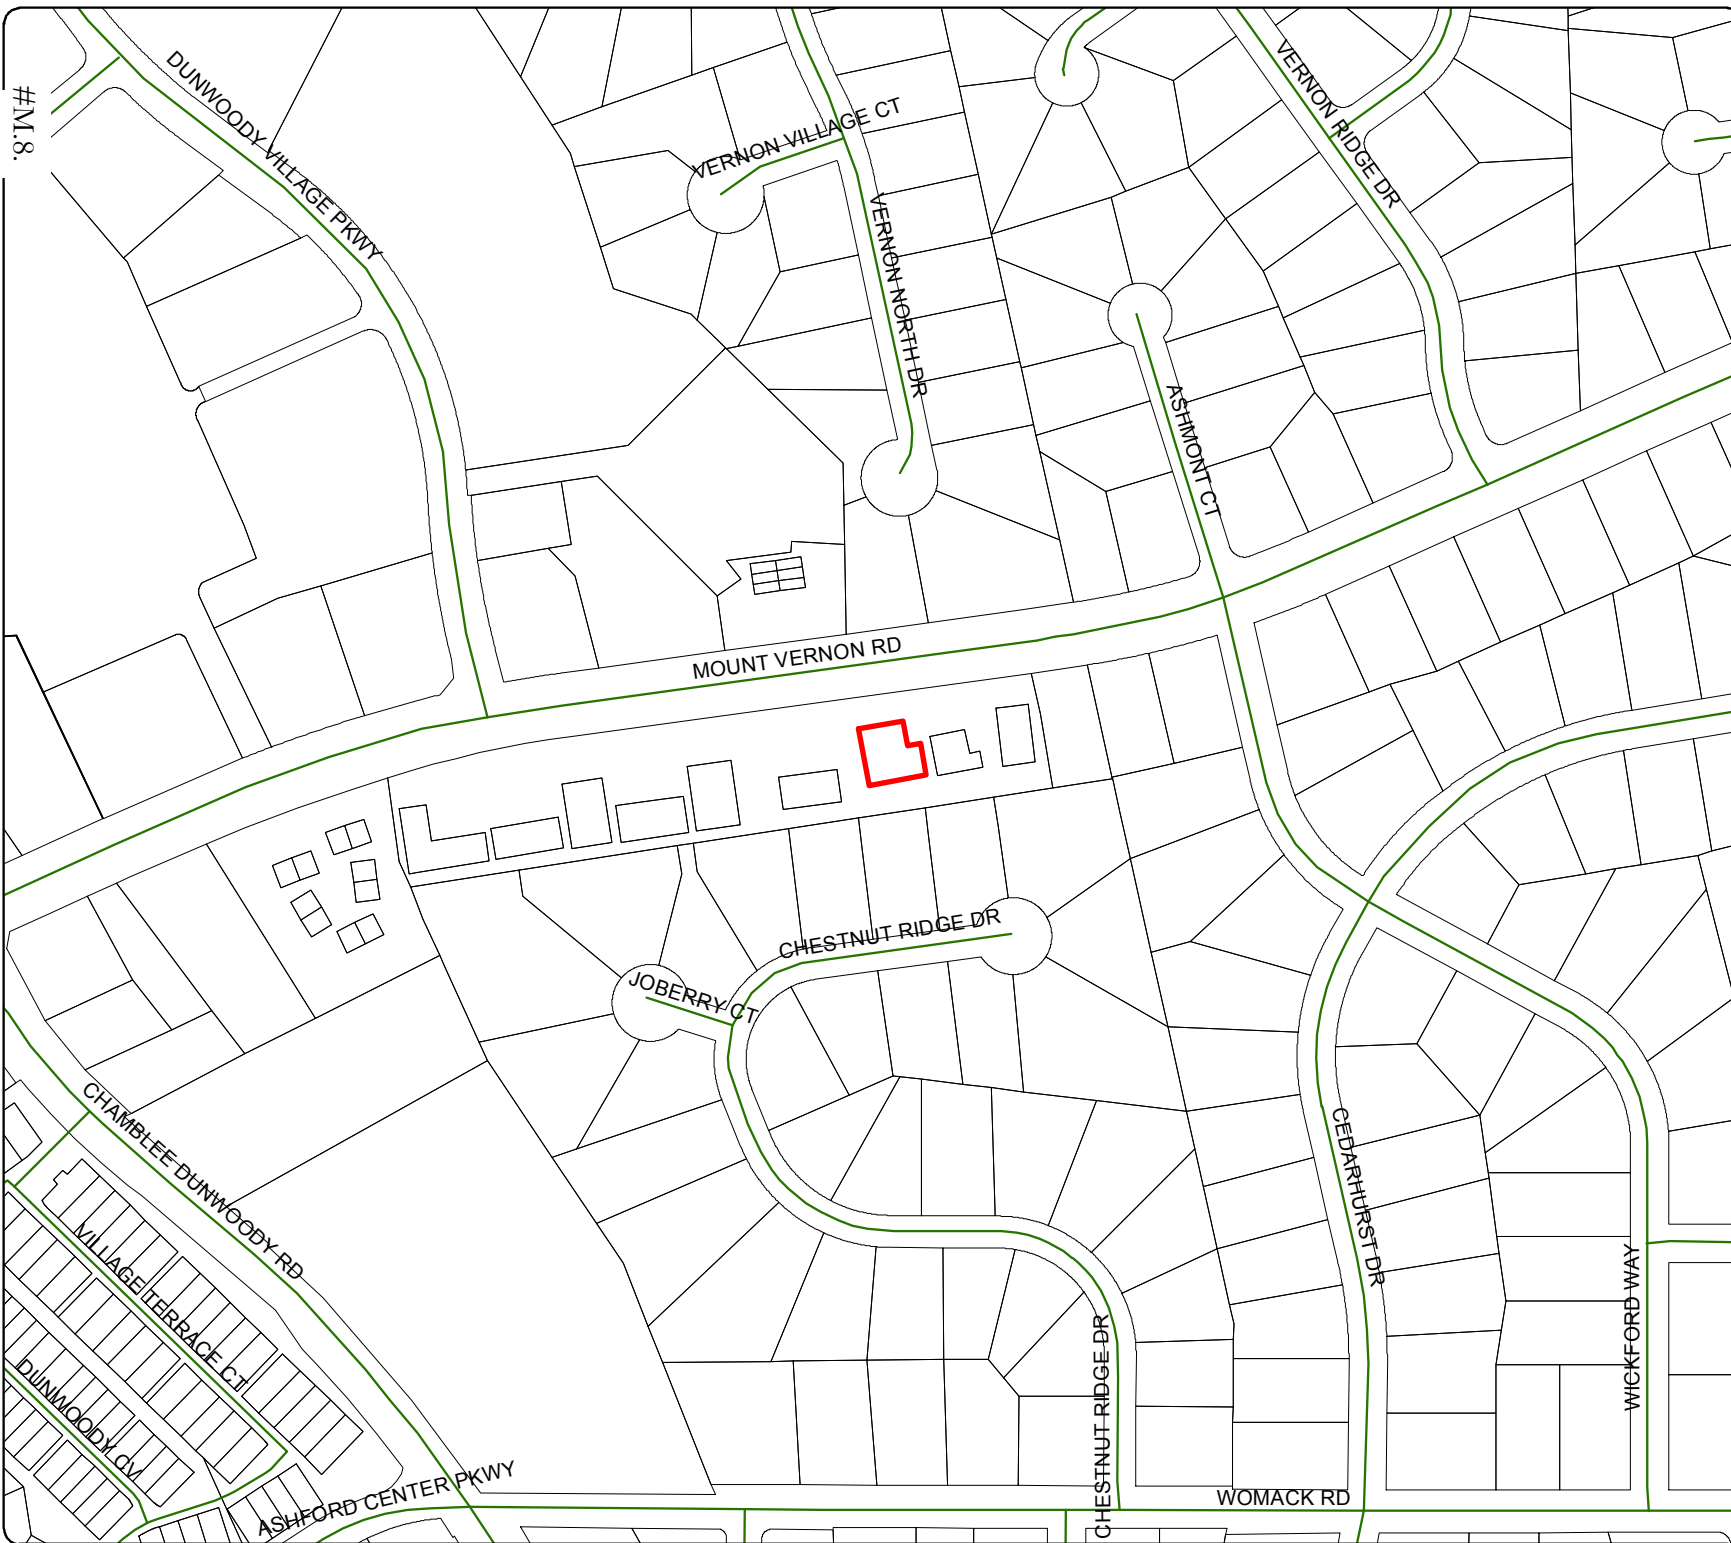 #M.8.
DUNWOODY VILLAGE PKWY
VERNON VILLAGE CT
VERNON RIDGE DR
VERNON NORTH DR
ASHMONT CT
MOUNT VERNON RD
CHESTNUT RIDGE DR
JOBERRY CT
CHAMBLEE DUNWOODY RD
CEDARHURST DR
VILLAGE TERRACE CT
WICKFORD WAY
DUNWOODY CV
CHESTNUT RIDGE DR
ASHFORD CENTER PKWY
WOMACK RD